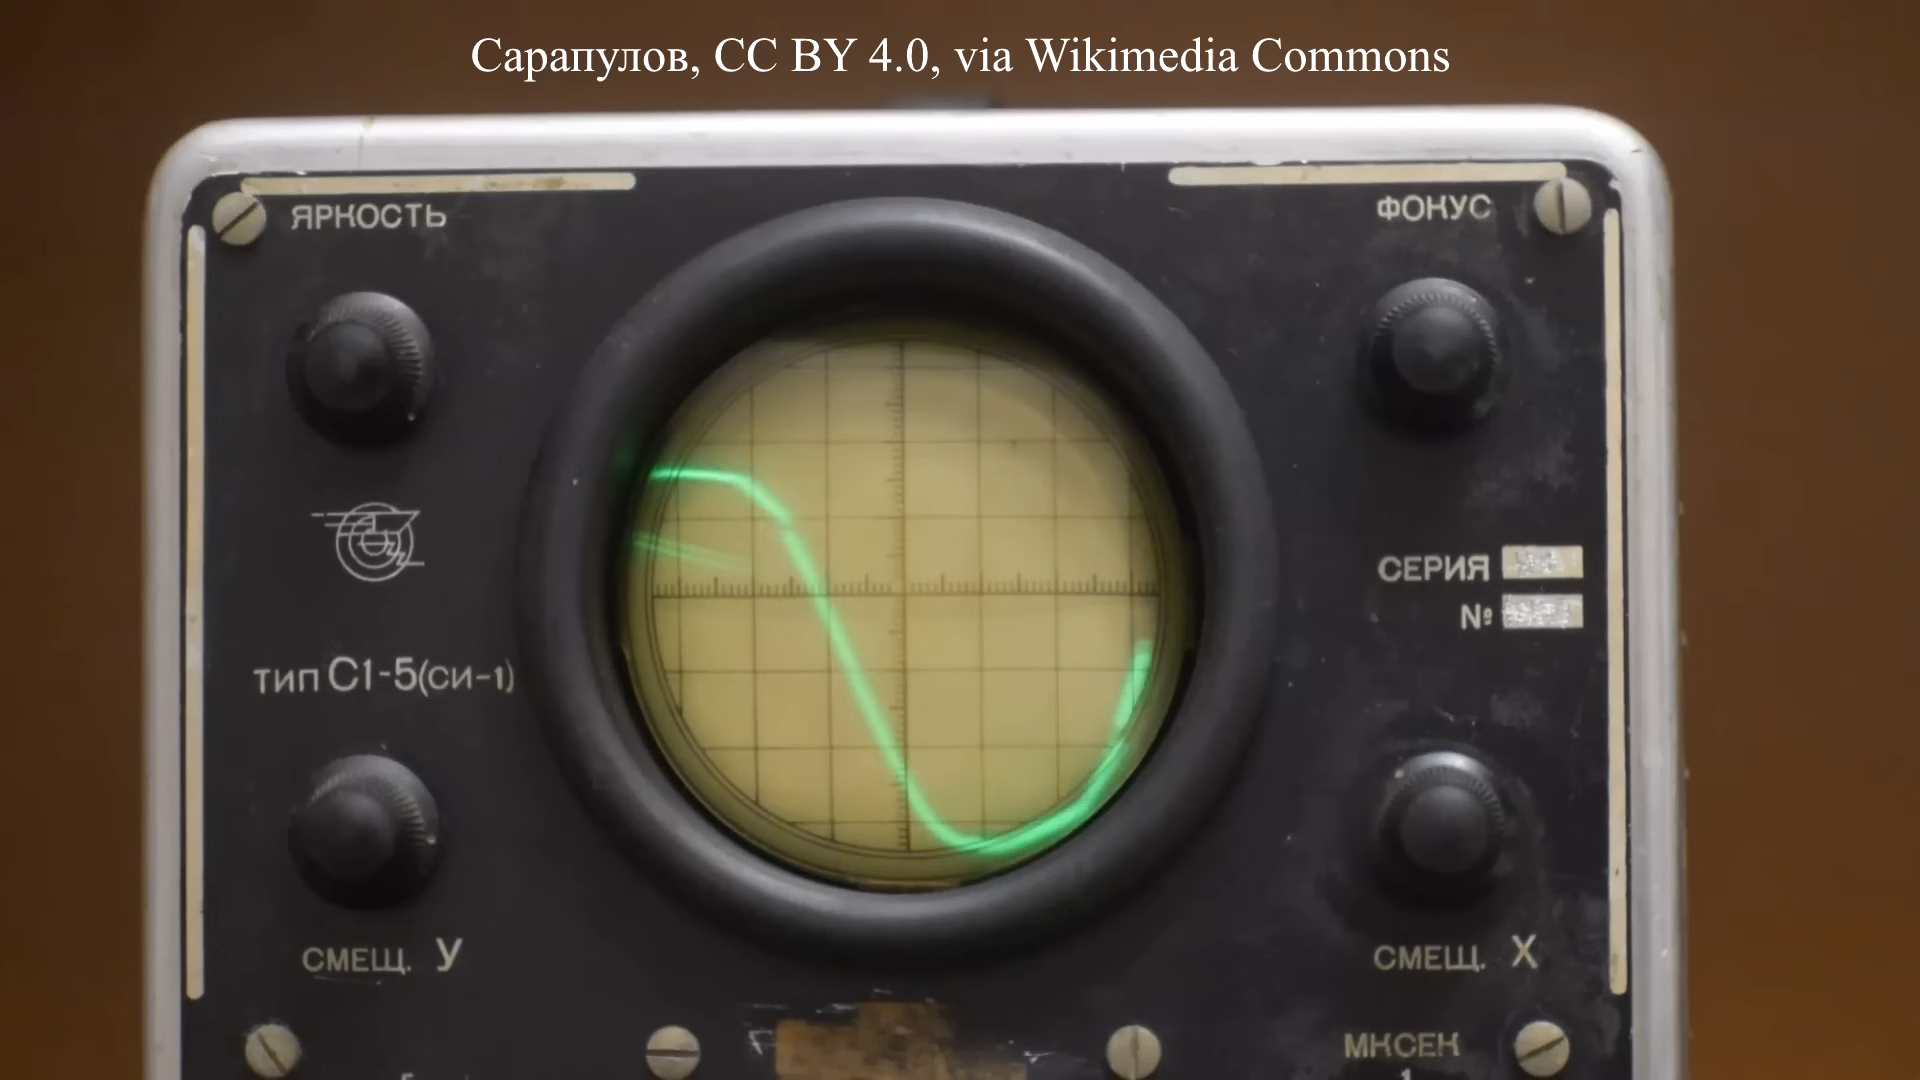 Сарапулов, CC BY 4.0, via Wikimedia Commons
ЯРКОСТЬ
ФОКУС
СЕРИЯ
№
ТИП С1-5(СИ-1)
СМЕЩ. У
СМЕЩ. Х
МКСЕК
1